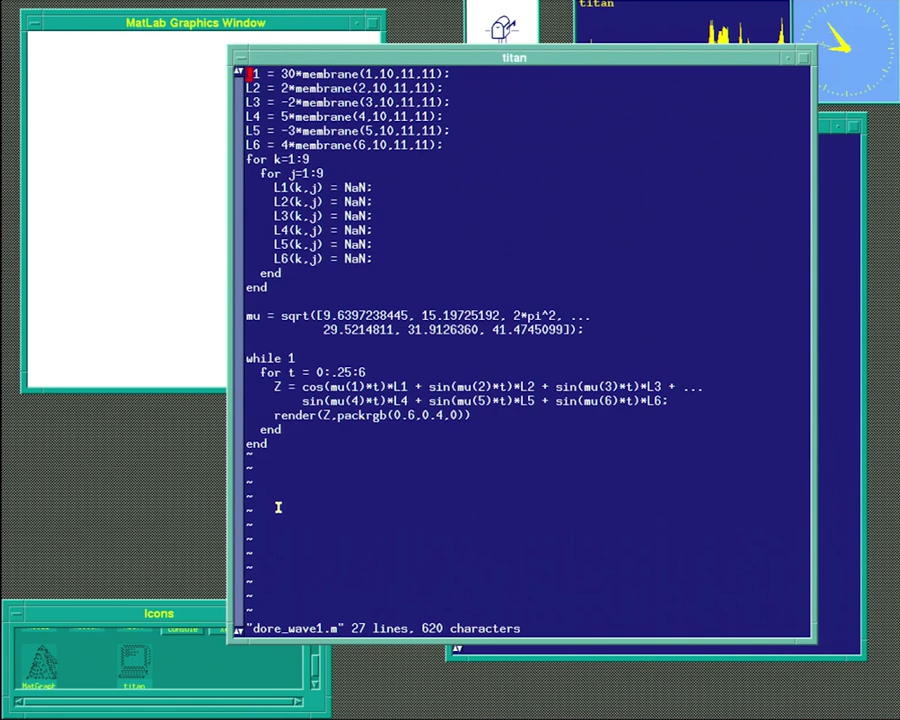 MatLab Graphics Window
titan
titan
L1 = 30*membrane(1,10,11,11);
L2 = 2*membrane(2,10,11,11);
L3 = -2*membrane(3,10,11,11);
L4 = 5*membrane(4,10,11,11);
L5 = -3*membrane(5,10,11,11);
L6 = 4*membrane(6,10,11,11);
for k=1:9
for j=1:9
L1(k,j) = NaN;
L2(k,j) = NaN;
L3(k,j) = NaN;
L4(k,j) = NaN;
L5(k,j) = NaN;
L6(k,j) = NaN;
end
end
mu = sqrt([9.6397238445, 15.19725192, 2*pi^2, ...
29.5214811, 31.9126360, 41.4745099]);
while 1
for t = 0:.25:6
Z = cos(mu(1)*t)*L1 + sin(mu(2)*t)*L2 + sin(mu(3)*t)*L3 + ...
sin(mu(4)*t)*L4 + sin(mu(5)*t)*L5 + sin(mu(6)*t)*L6;
render(Z,packrgb(0.6,0.4,0))
end
end
~
~
~
~
~
~
~
~
~
~
~
~
"dore_wave1.m" 27 lines, 620 characters
Icons
console
MatGraph
titan